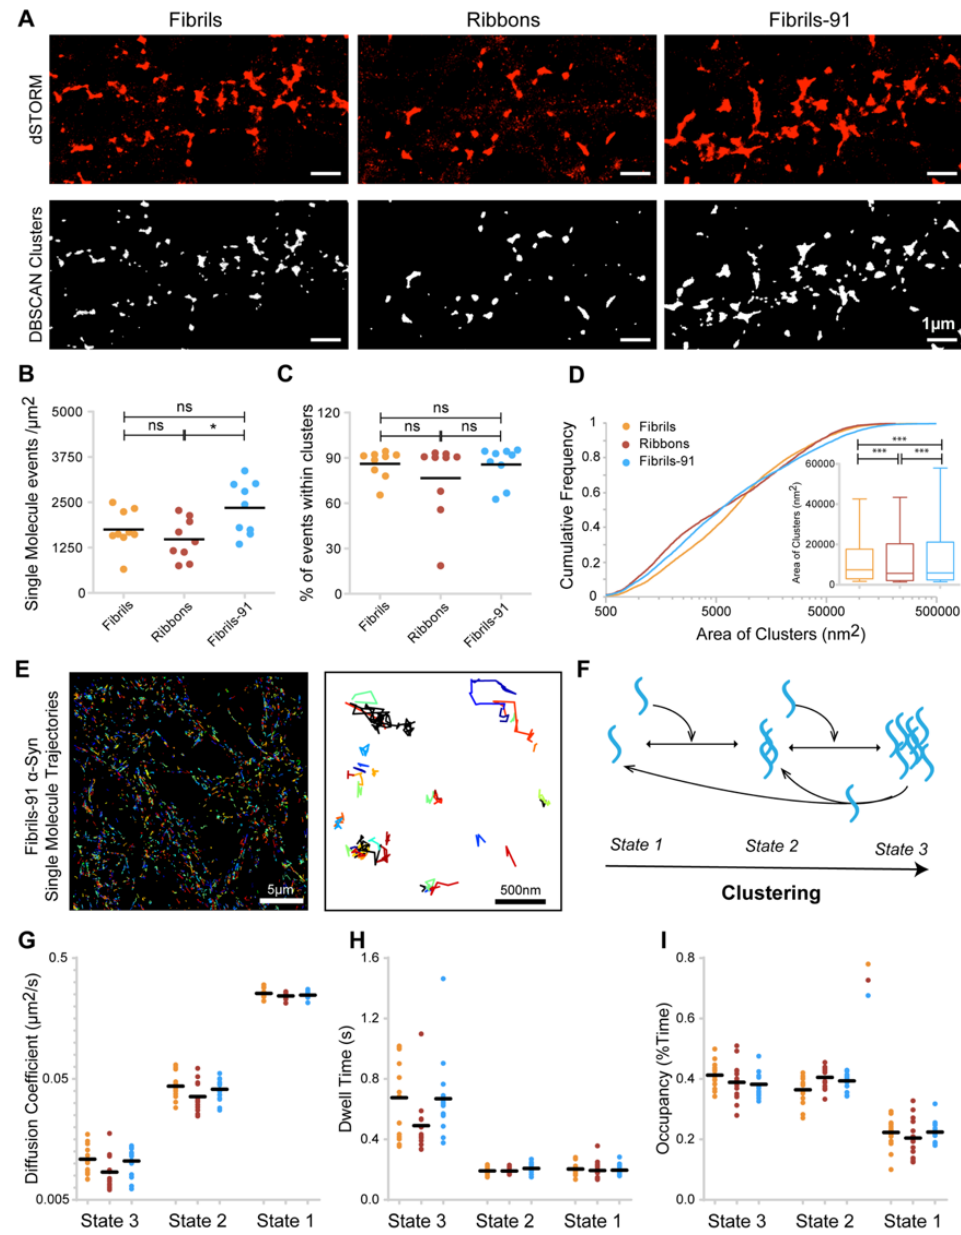 A
Fibrils
Ribbons
Fibrils-91
dSTORM
DBSCAN Clusters
1μm
B
Single Molecule events /μm2
5000
3750
2500
1250
0
ns
ns
*
Fibrils
Ribbons
Fibrils-91
C
% of events within clusters
120
90
60
30
0
ns
ns
ns
Fibrils
Ribbons
Fibrils-91
D
Cumulative Frequency
1
0.8
0.6
0.4
0.2
0
Fibrils
Ribbons
Fibrils-91
500
5000
50000
500000
Area of Clusters (nm2)
Area of Clusters (nm2)
60000
40000
20000
0
***
***
***
E
Fibrils-91 α-Syn
Single Molecule Trajectories
5μm
500nm
F
State 1
State 2
State 3
Clustering
G
Diffusion Coefficient (μm2/s)
0.5
0.05
0.005
State 3
State 2
State 1
H
Dwell Time (s)
1.6
1.2
0.8
0.4
0.0
State 3
State 2
State 1
I
Occupancy (%Time)
0.8
0.6
0.4
0.2
0.0
State 3
State 2
State 1